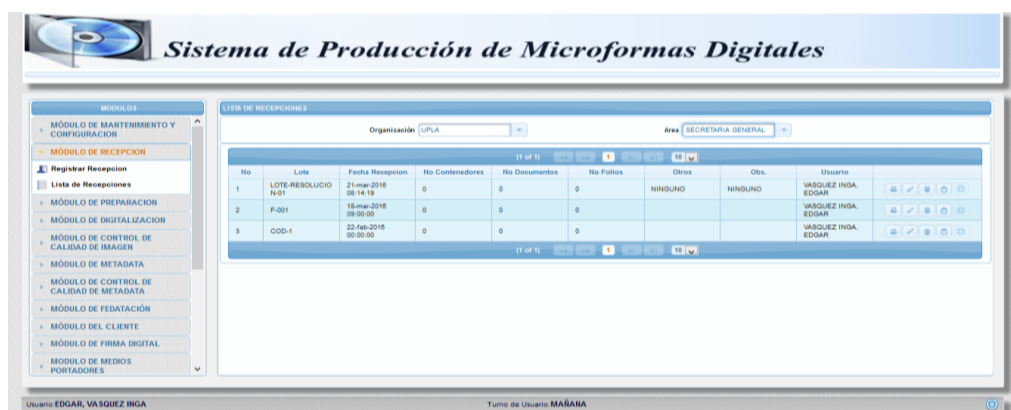 Sistema de Producción de Microformas Digitales
MODULOS
MÓDULO DE MANTENIMIENTO Y
CONFIGURACION
MÓDULO DE RECEPCION
Registrar Recepcion
Lista de Recepciones
MÓDULO DE PREPARACION
MÓDULO DE DIGITALIZACION
MÓDULO DE CONTROL DE
CALIDAD DE IMAGEN
MÓDULO DE METADATA
MÓDULO DE CONTROL DE
CALIDAD DE METADATA
MÓDULO DE FEDATACIÓN
MÓDULO DEL CLIENTE
MÓDULO DE FIRMA DIGITAL
MODULO DE MEDIOS
PORTADORES
LISTA DE RECEPCIONES
Organización UPLA Area SECRETARIA GENERAL
(1 of 1) 1 10
No Lote Fecha Recepcion No Contenedores No Documentos No Folios Otros Obs. Usuario
1 LOTE-RESOLUCIO
N-01 21-mar-2016
08:14:19 0 0 0 NINGUNO NINGUNO VASQUEZ INGA,
EDGAR
2 F-001 18-mar-2016
09:00:00 0 0 0 VASQUEZ INGA,
EDGAR
3 COD-1 22-feb-2016
00:00:00 0 0 0 VASQUEZ INGA,
EDGAR
(1 of 1) 1 10
Usuario:EDGAR, VASQUEZ INGA Turno de Usuario:MAÑANA